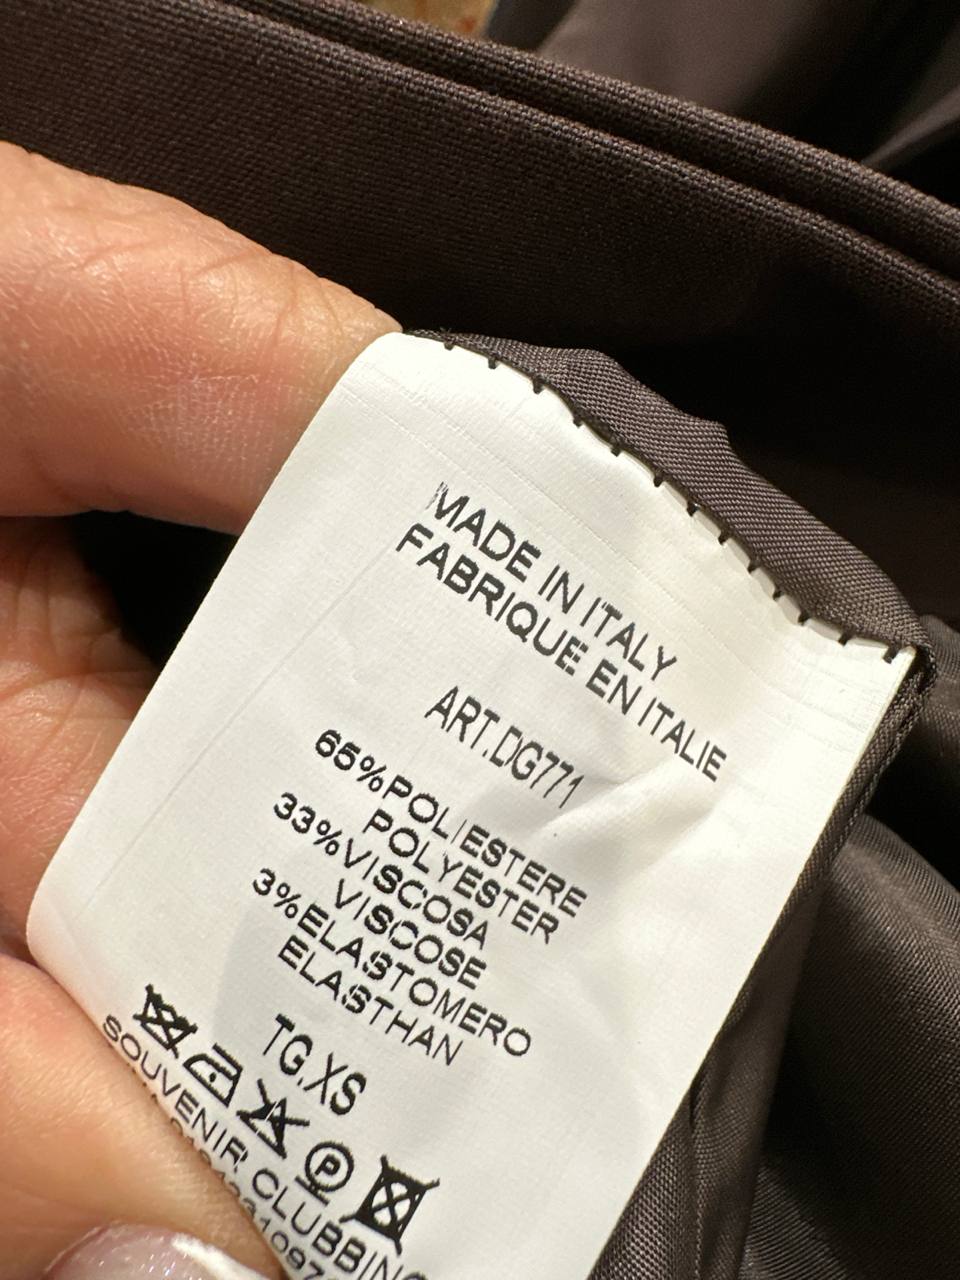 MADE IN ITALY
FABRIQUE EN ITALIE
ART.DG771
65%POLIESTERE
POLYESTER
33%VISCOSA
VISCOSE
3%ELASTOMERO
ELASTHAN
TG.XS
P
SOUVENIR CLUBBING